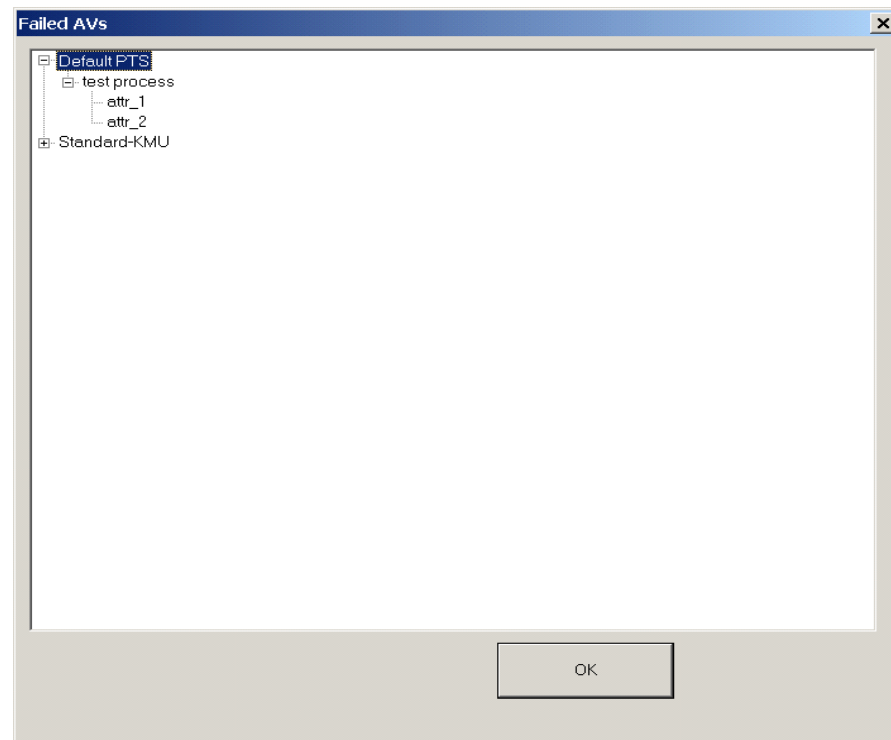 Failed AVs
Default PTS
test process
attr_1
attr_2
Standard-KMU
OK